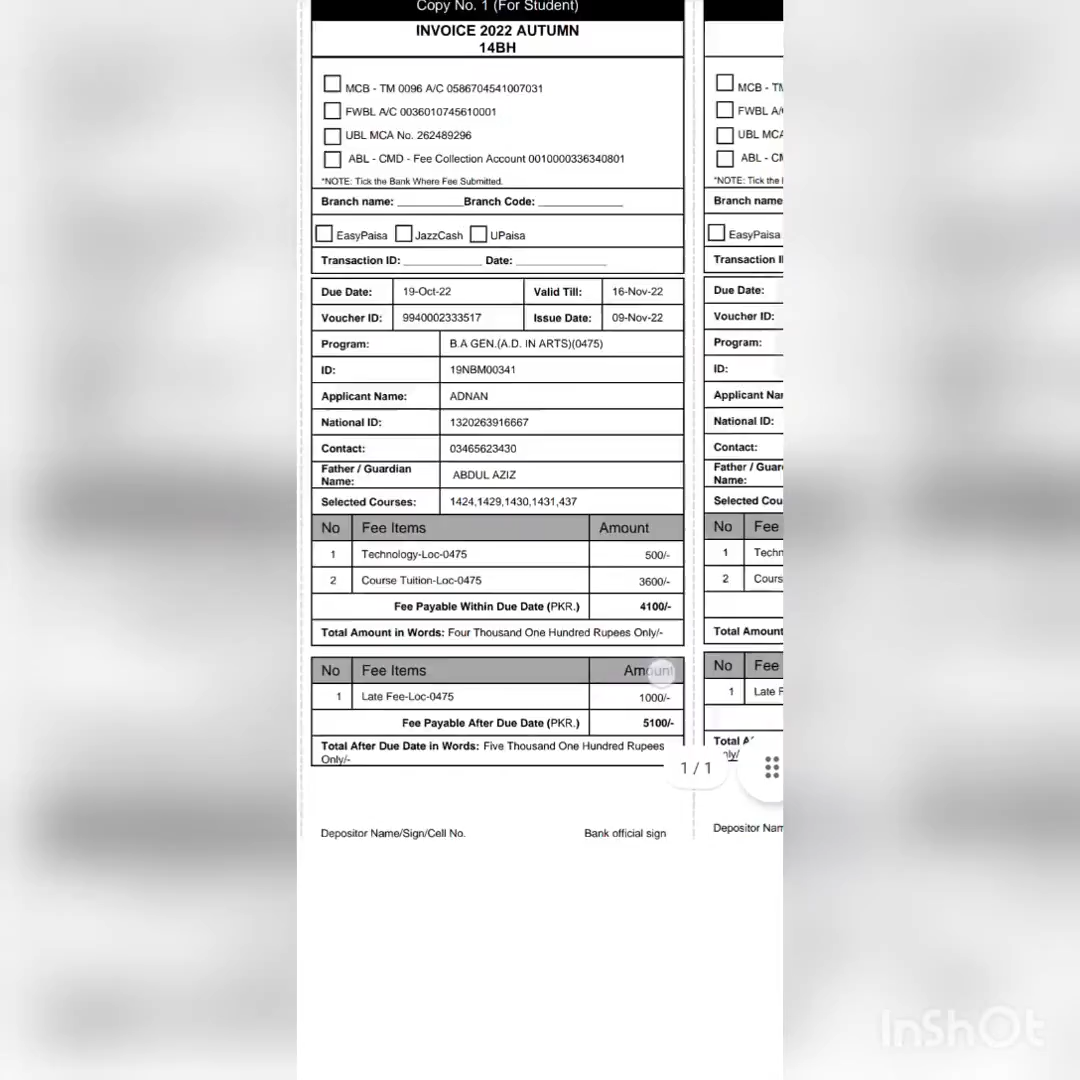 Copy No. 1 (For Student)
INVOICE 2022 AUTUMN
14BH
MCB - TM 0096 A/C 0586704541007031
FWBL A/C 0036010745610001
UBL MCA No. 262489296
ABL - CMD - Fee Collection Account 0010000336340801
*NOTE: Tick the Bank Where Fee Submitted.
Branch name: __________ Branch Code: ____________
EasyPaisa JazzCash UPaisa
Transaction ID: ___________ Date: _____________
Due Date: 19-Oct-22 Valid Till: 16-Nov-22
Voucher ID: 9940002333517 Issue Date: 09-Nov-22
Program: B.A GEN.(A.D. IN ARTS)(0475)
ID: 19NBM00341
Applicant Name: ADNAN
National ID: 1320263916667
Contact: 03465623430
Father / Guardian
Name: ABDUL AZIZ
Selected Courses: 1424,1429,1430,1431,437
No Fee Items Amount
1 Technology-Loc-0475 500/-
2 Course Tuition-Loc-0475 3600/-
Fee Payable Within Due Date (PKR.) 4100/-
Total Amount in Words: Four Thousand One Hundred Rupees Only/-
No Fee Items Amount
1 Late Fee-Loc-0475 1000/-
Fee Payable After Due Date (PKR.) 5100/-
Total After Due Date in Words: Five Thousand One Hundred Rupees
Only/-
1 / 1
Depositor Name/Sign/Cell No. Bank official sign
MCB - TM
FWBL A/
UBL MCA
ABL - CM
*NOTE: Tick the
Branch name
EasyPaisa
Transaction I
Due Date:
Voucher ID:
Program:
ID:
Applicant Na
National ID:
Contact:
Father / Guar
Name:
Selected Cou
No Fee
1 Techn
2 Cours
Total Amount
No Fee
1 Late F
Total A
nly/
Depositor Nam
InShOt